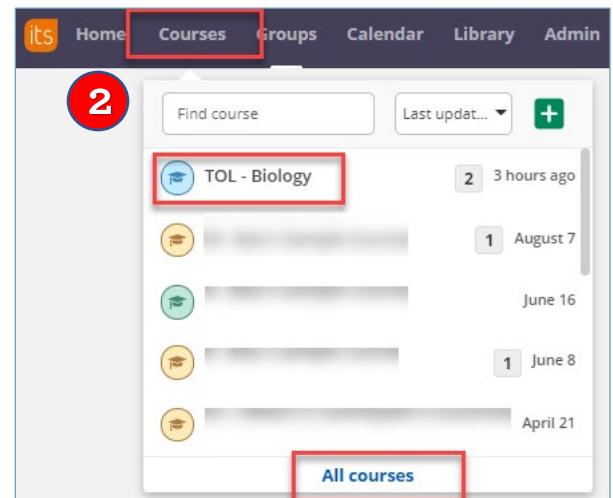 its Home Courses Groups Calendar Library Admin
2
Find course Last updat...
TOL - Biology 2 3 hours ago
1 August 7
June 16
1 June 8
April 21
All courses